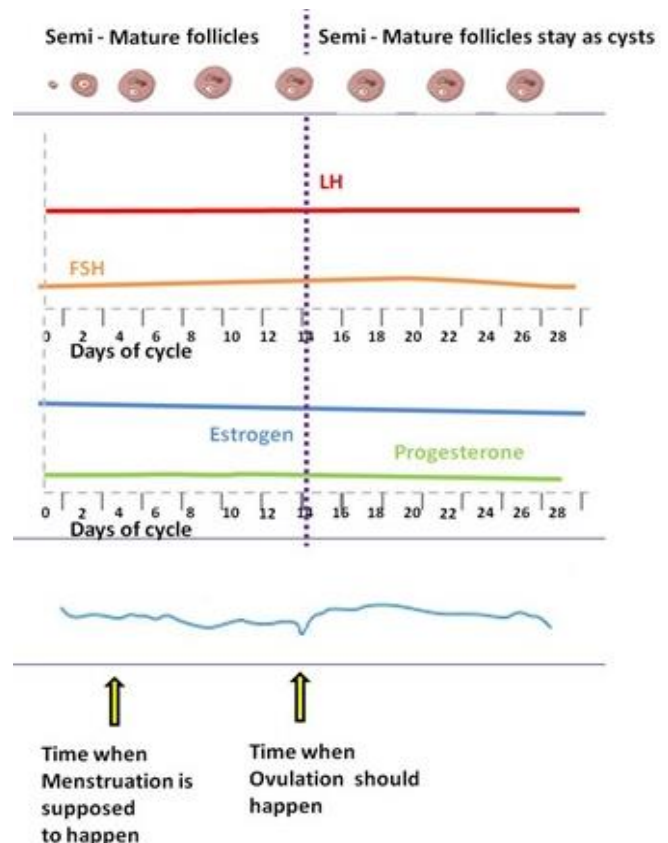 Semi - Mature follicles
Semi - Mature follicles stay as cysts
LH
FSH
0 2 4 6 8 10 12 14 16 18 20 22 24 26 28
Days of cycle
Estrogen
Progesterone
0 2 4 6 8 10 12 14 16 18 20 22 24 26 28
Days of cycle
Time when
Menstruation is
supposed
to happen
Time when
Ovulation should
happen